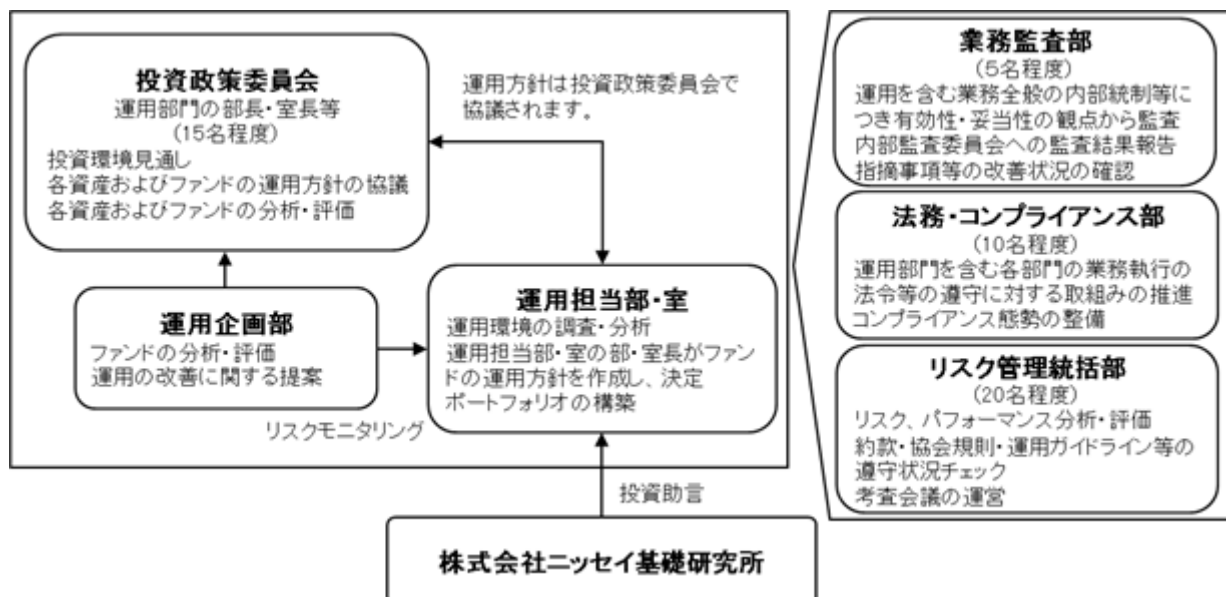 投資政策委員会
運用部門の部長・室長等
(15名程度)
投資環境見通し
各資産およびファンドの運用方針の協議
各資産およびファンドの分析・評価
運用方針は投資政策委員会で
協議されます。
運用企画部
ファンドの分析・評価
運用の改善に関する提案
運用担当部・室
運用環境の調査・分析
運用担当部・室の部・室長がファン
ドの運用方針を作成し、決定
ポートフォリオの構築
リスクモニタリング
投資助言
株式会社ニッセイ基礎研究所
業務監査部
(5名程度)
運用を含む業務全般の内部統制等に
つき有効性・妥当性の観点から監査
内部監査委員会への監査結果報告
指摘事項等の改善状況の確認
法務・コンプライアンス部
(10名程度)
運用部門を含む各部門の業務執行の
法令等の遵守に対する取組みの推進
コンプライアンス態勢の整備
リスク管理統括部
(20名程度)
リスク、パフォーマンス分析・評価
約款・協会規則・運用ガイドライン等の
遵守状況チェック
考査会議の運営